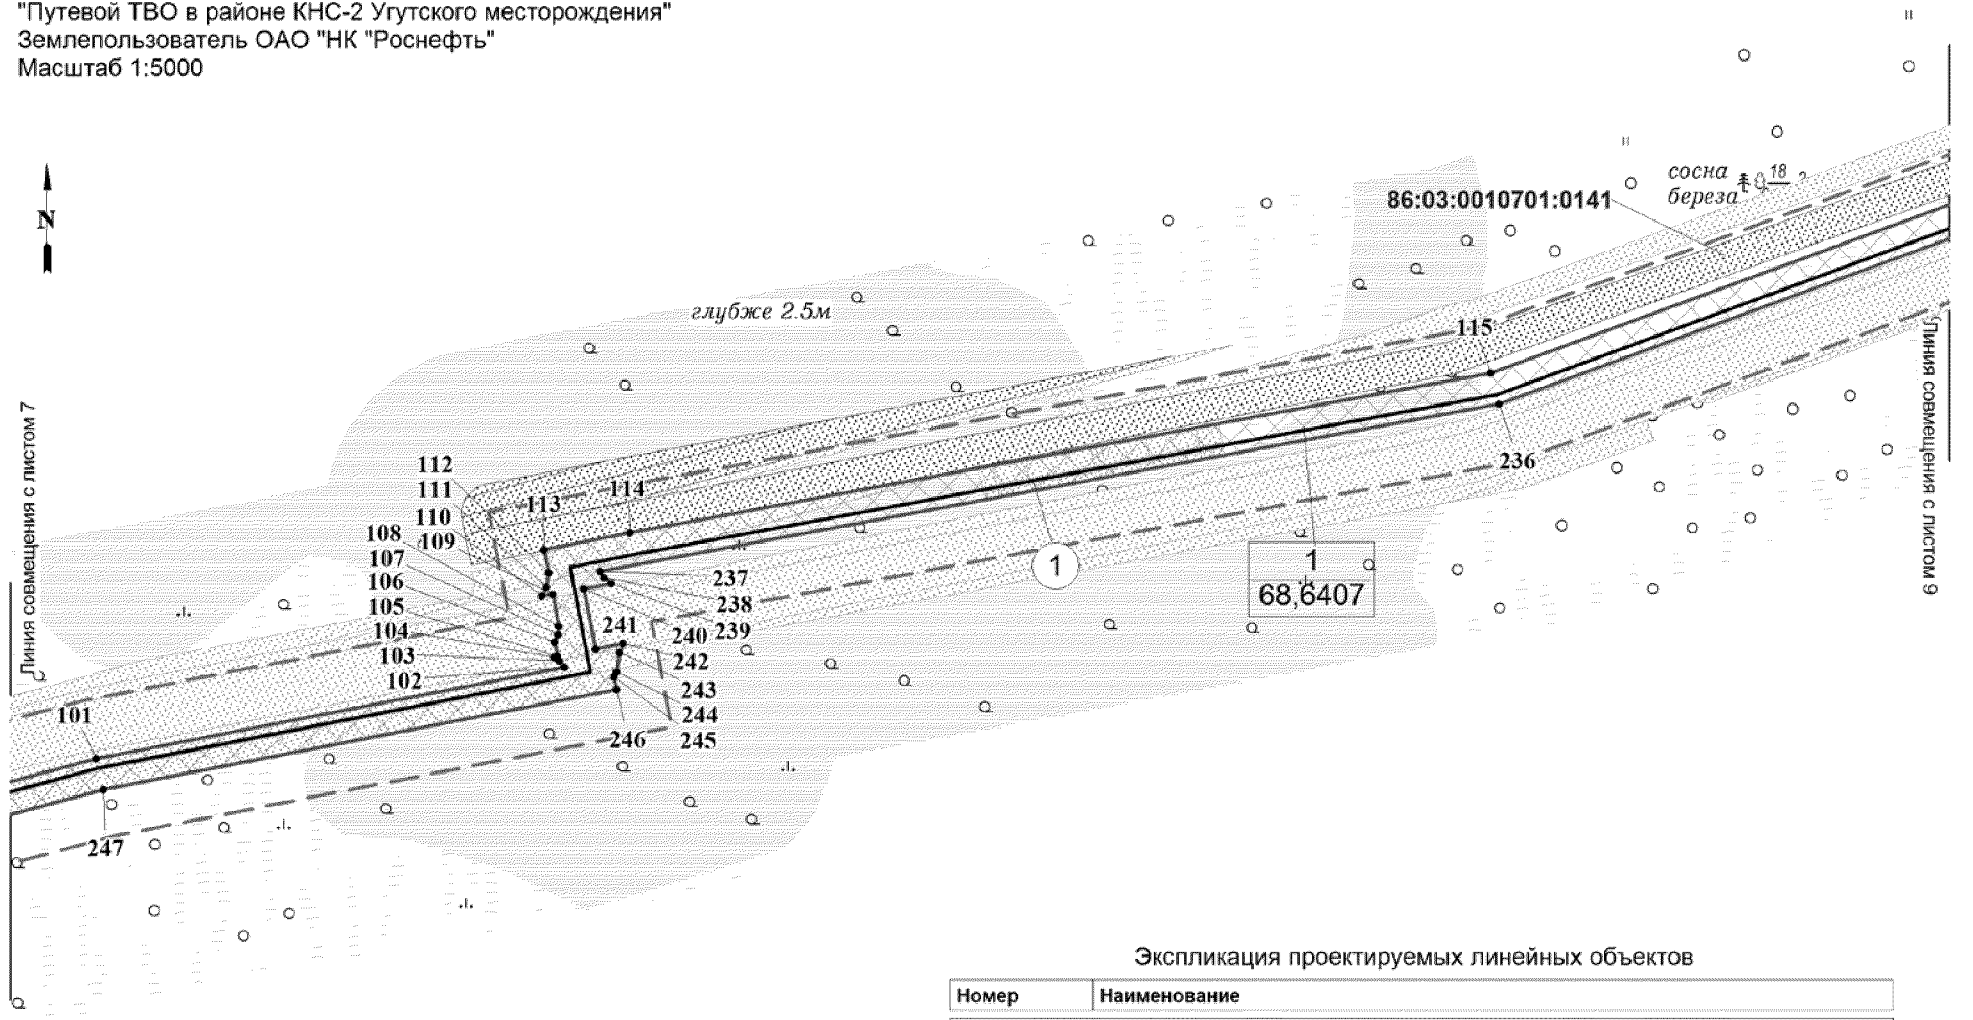 "Путевой ТВО в районе КНС-2 Угутского месторождения"
Землепользователь ОАО "НК "Роснефть"
Масштаб 1:5000
N
сосна
береза
18
86:03:0010701:0141
глубже 2.5м
115
Линия совмещения с листом 7
Линия совмещения с листом 9
112
111
110
109
108
107
106
105
104
103
102
113
114
101
247
236
237
238
239
240
241
242
243
244
245
246
1
1
68,6407
Экспликация проектируемых линейных объектов
Номер Наименование